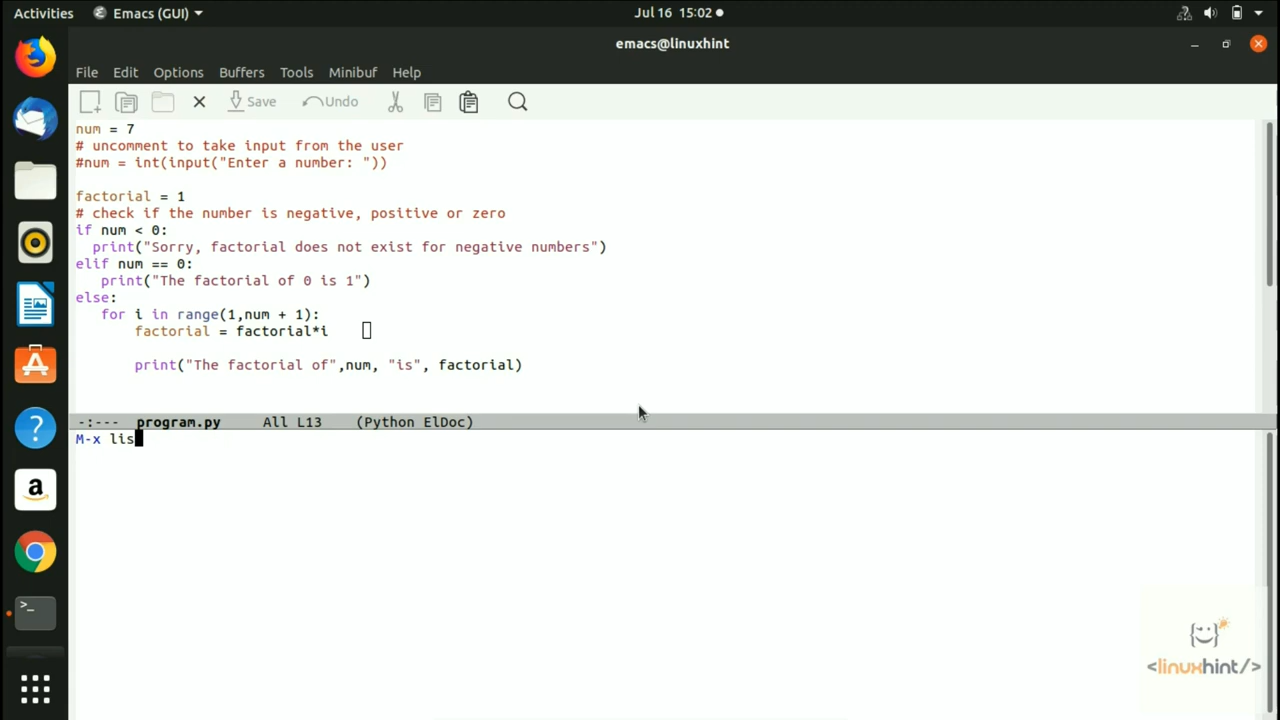 Activities Emacs (GUI) Jul 16 15:02
emacs@linuxhint
File Edit Options Buffers Tools Minibuf Help
Save Undo
num = 7
# uncomment to take input from the user
#num = int(input("Enter a number: "))
factorial = 1
# check if the number is negative, positive or zero
if num < 0:
  print("Sorry, factorial does not exist for negative numbers")
elif num == 0:
   print("The factorial of 0 is 1")
else:
   for i in range(1,num + 1):
       factorial = factorial*i
       print("The factorial of",num, "is", factorial)
-:--- program.py All L13 (Python ElDoc)
M-x lis
<linuxhint/>